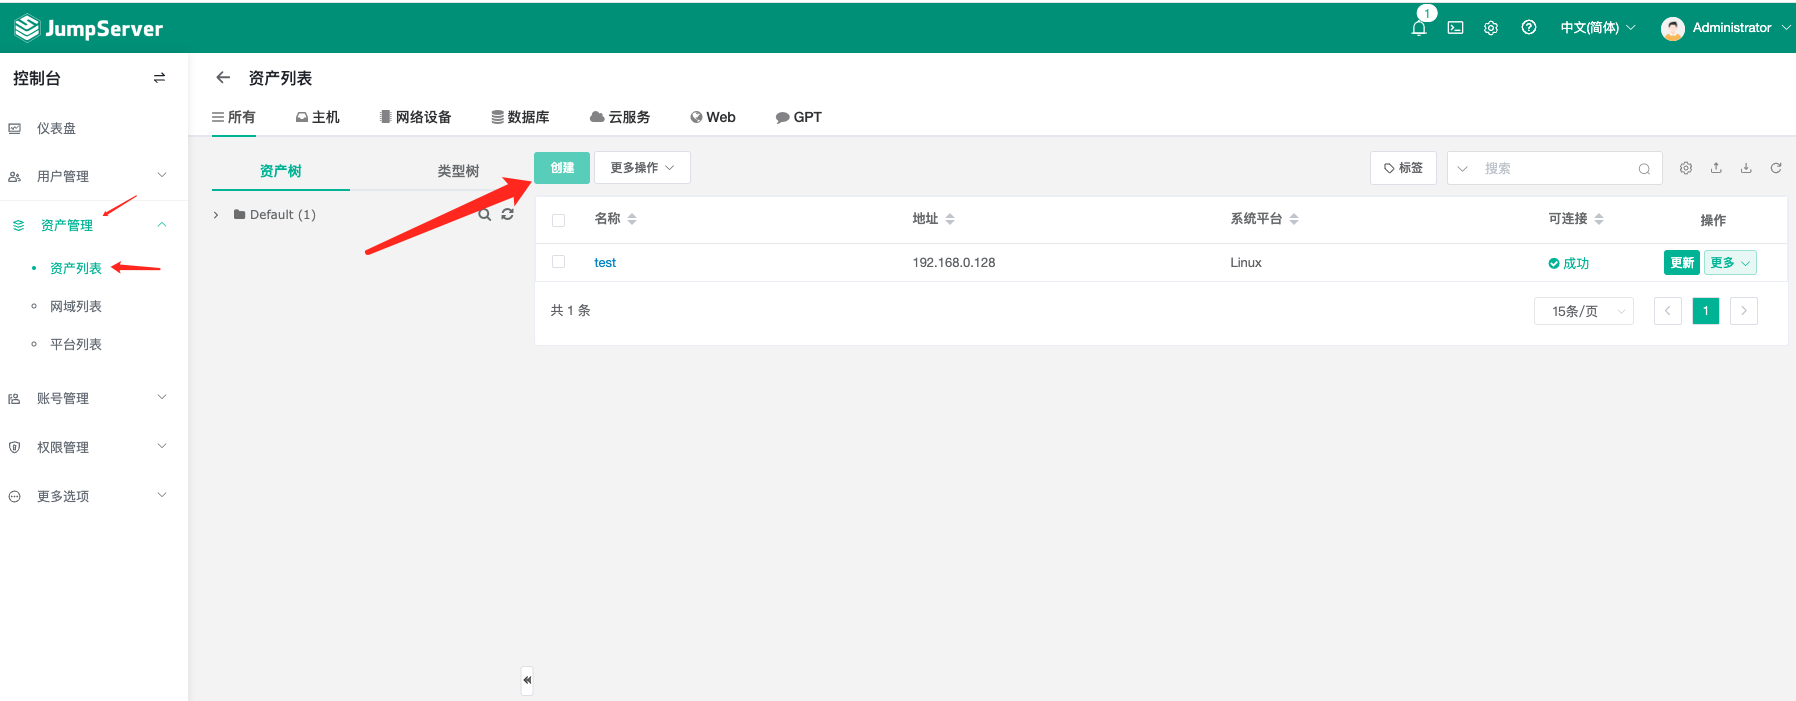 JumpServer
1
中文(简体)
Administrator
控制台
仪表盘
用户管理
资产管理
资产列表
网域列表
平台列表
账号管理
权限管理
更多选项
资产列表
所有 主机 网络设备 数据库 云服务 Web GPT
资产树 类型树
Default (1)
创建 更多操作 标签 搜索
名称 地址 系统平台 可连接 操作
test 192.168.0.128 Linux 成功 更新 更多
共 1 条 15条/页 1